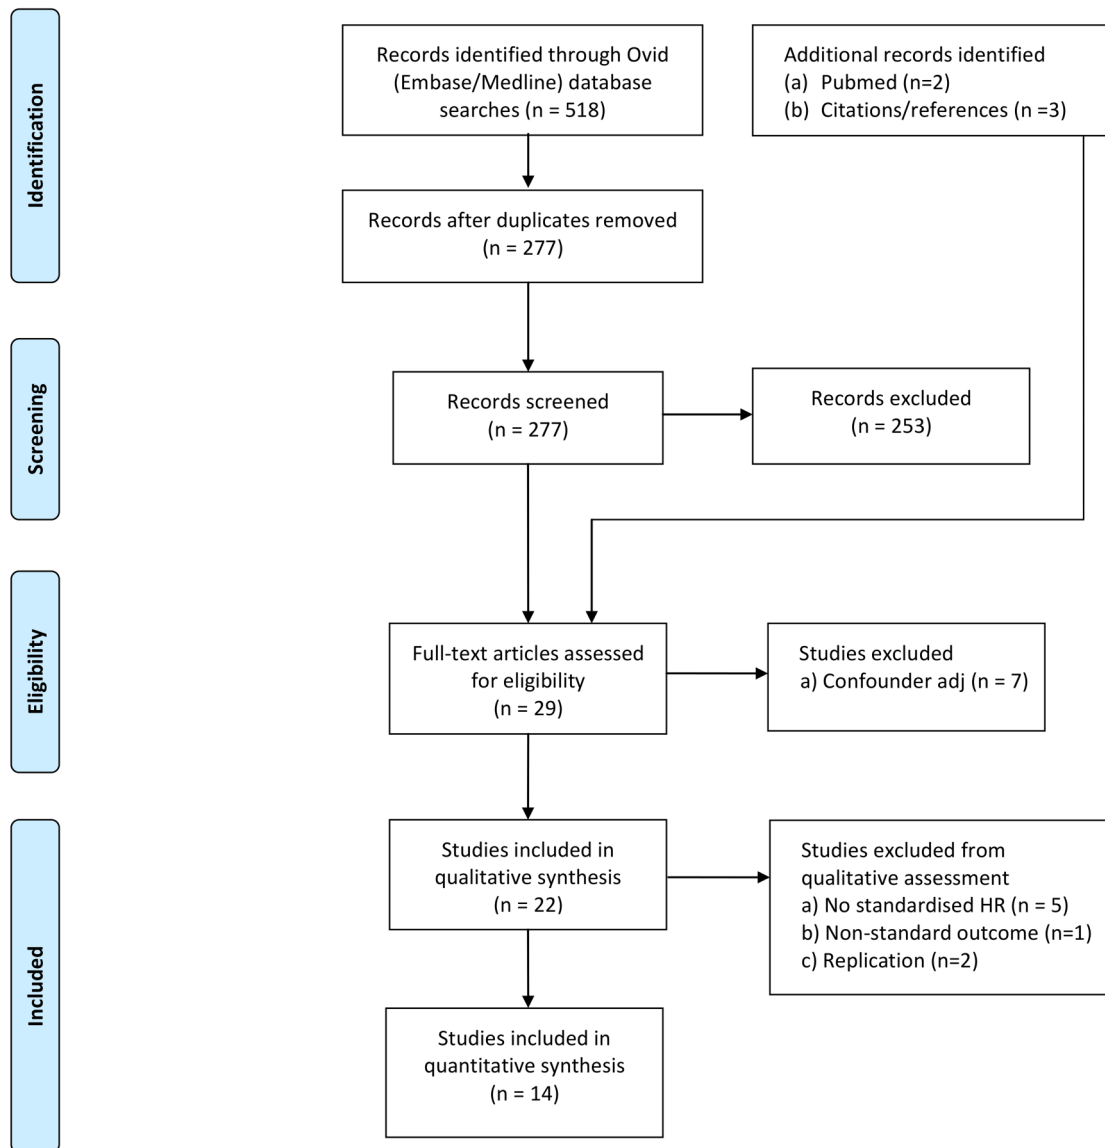 Identification
Records identified through Ovid
(Embase/Medline) database
searches (n = 518)
Additional records identified
(a) Pubmed (n=2)
(b) Citations/references (n =3)
Records after duplicates removed
(n = 277)
Screening
Records screened
(n = 277)
Records excluded
(n = 253)
Eligibility
Full-text articles assessed
for eligibility
(n = 29)
Studies excluded
a) Confounder adj (n = 7)
Included
Studies included in
qualitative synthesis
(n = 22)
Studies excluded from
qualitative assessment
a) No standardised HR (n = 5)
b) Non-standard outcome (n=1)
c) Replication (n=2)
Studies included in
quantitative synthesis
(n = 14)